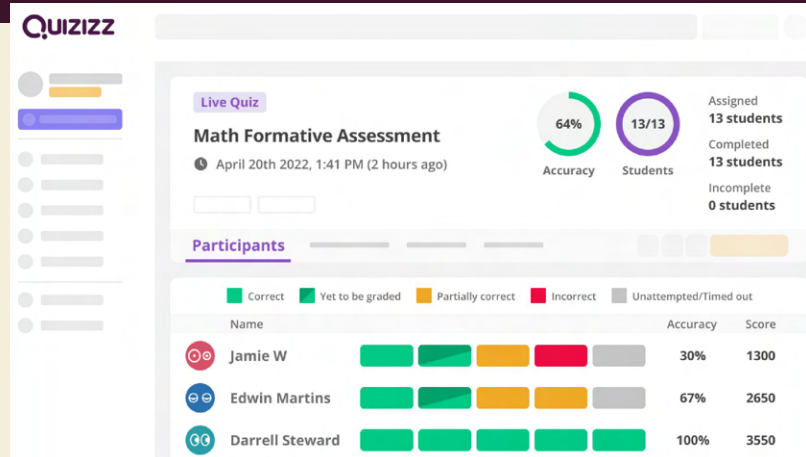 QUIZIZZ
Live Quiz
Math Formative Assessment
April 20th 2022, 1:41 PM (2 hours ago)
64%
Accuracy
13/13
Students
Assigned
13 students
Completed
13 students
Incomplete
0 students
Participants
Correct Yet to be graded Partially correct Incorrect Unattempted/Timed out
Name Accuracy Score
Jamie W 30% 1300
Edwin Martins 67% 2650
Darrell Steward 100% 3550